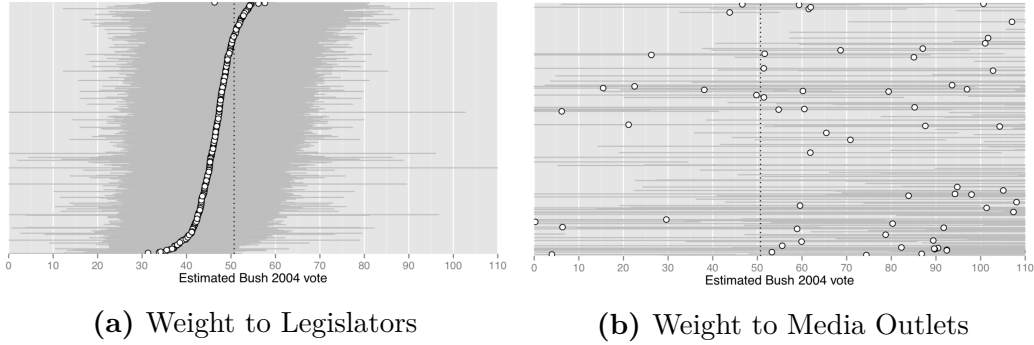 0 10 20 30 40 50 60 70 80 90 100 110
Estimated Bush 2004 vote
(a) Weight to Legislators
0 10 20 30 40 50 60 70 80 90 100 110
Estimated Bush 2004 vote
(b) Weight to Media Outlets